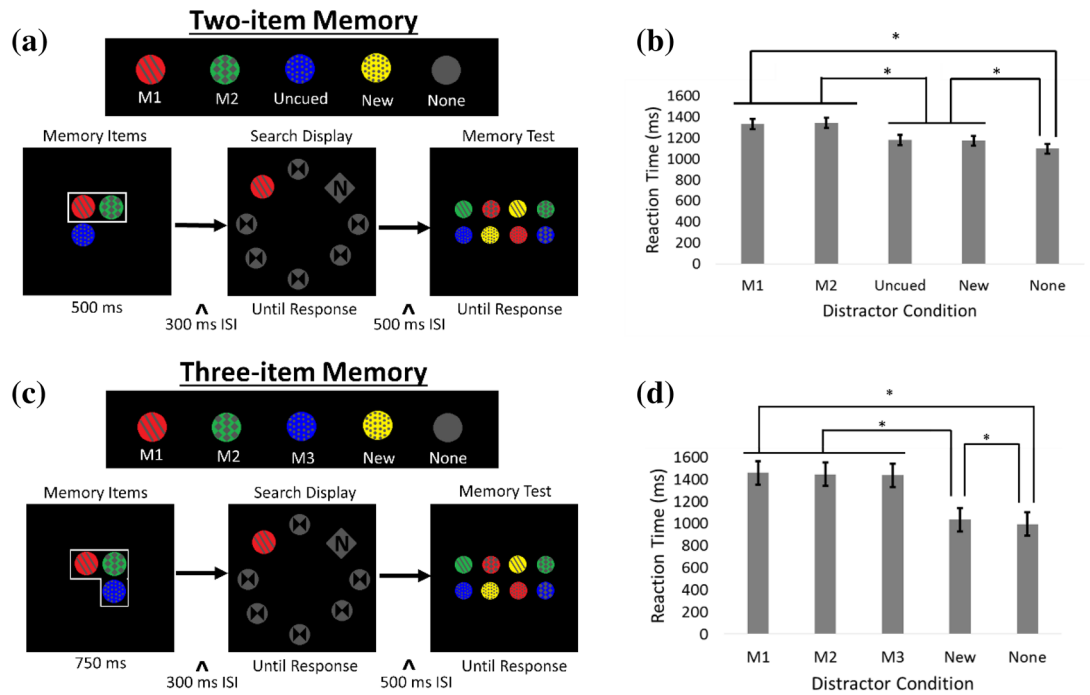 (a)
Two-item Memory
M1 M2 Uncued New None
Memory Items Search Display Memory Test
N
500 ms Until Response Until Response
^ ^
300 ms ISI 500 ms ISI
(b)
*
* *
Reaction Time (ms)
1600
1400
1200
1000
800
600
400
200
0
M1 M2 Uncued New None
Distractor Condition
(c)
Three-item Memory
M1 M2 M3 New None
Memory Items Search Display Memory Test
N
750 ms Until Response Until Response
^ ^
300 ms ISI 500 ms ISI
(d)
*
* *
Reaction Time (ms)
1600
1400
1200
1000
800
600
400
200
0
M1 M2 M3 New None
Distractor Condition